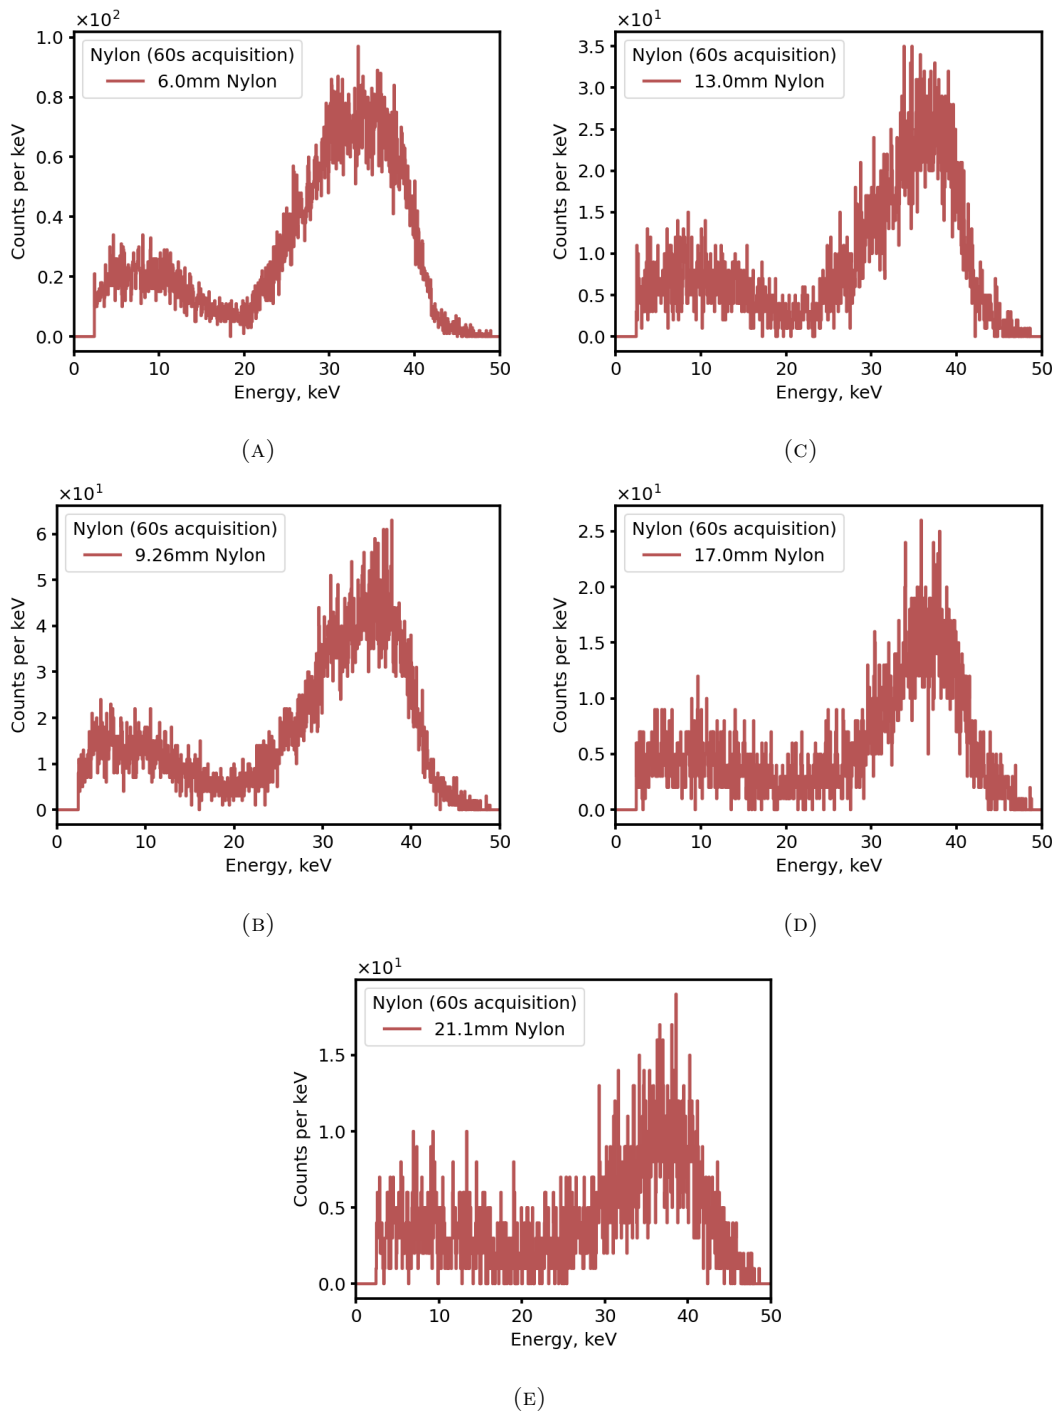 ×10²
1.0
0.8
0.6
0.4
0.2
0.0
Counts per keV
Nylon (60s acquisition)
6.0mm Nylon
0 10 20 30 40 50
Energy, keV
(A)
×10¹
3.5
3.0
2.5
2.0
1.5
1.0
0.5
0.0
Counts per keV
Nylon (60s acquisition)
13.0mm Nylon
0 10 20 30 40 50
Energy, keV
(C)
×10¹
6
5
4
3
2
1
0
Counts per keV
Nylon (60s acquisition)
9.26mm Nylon
0 10 20 30 40 50
Energy, keV
(B)
×10¹
2.5
2.0
1.5
1.0
0.5
0.0
Counts per keV
Nylon (60s acquisition)
17.0mm Nylon
0 10 20 30 40 50
Energy, keV
(D)
×10¹
1.5
1.0
0.5
0.0
Counts per keV
Nylon (60s acquisition)
21.1mm Nylon
0 10 20 30 40 50
Energy, keV
(E)